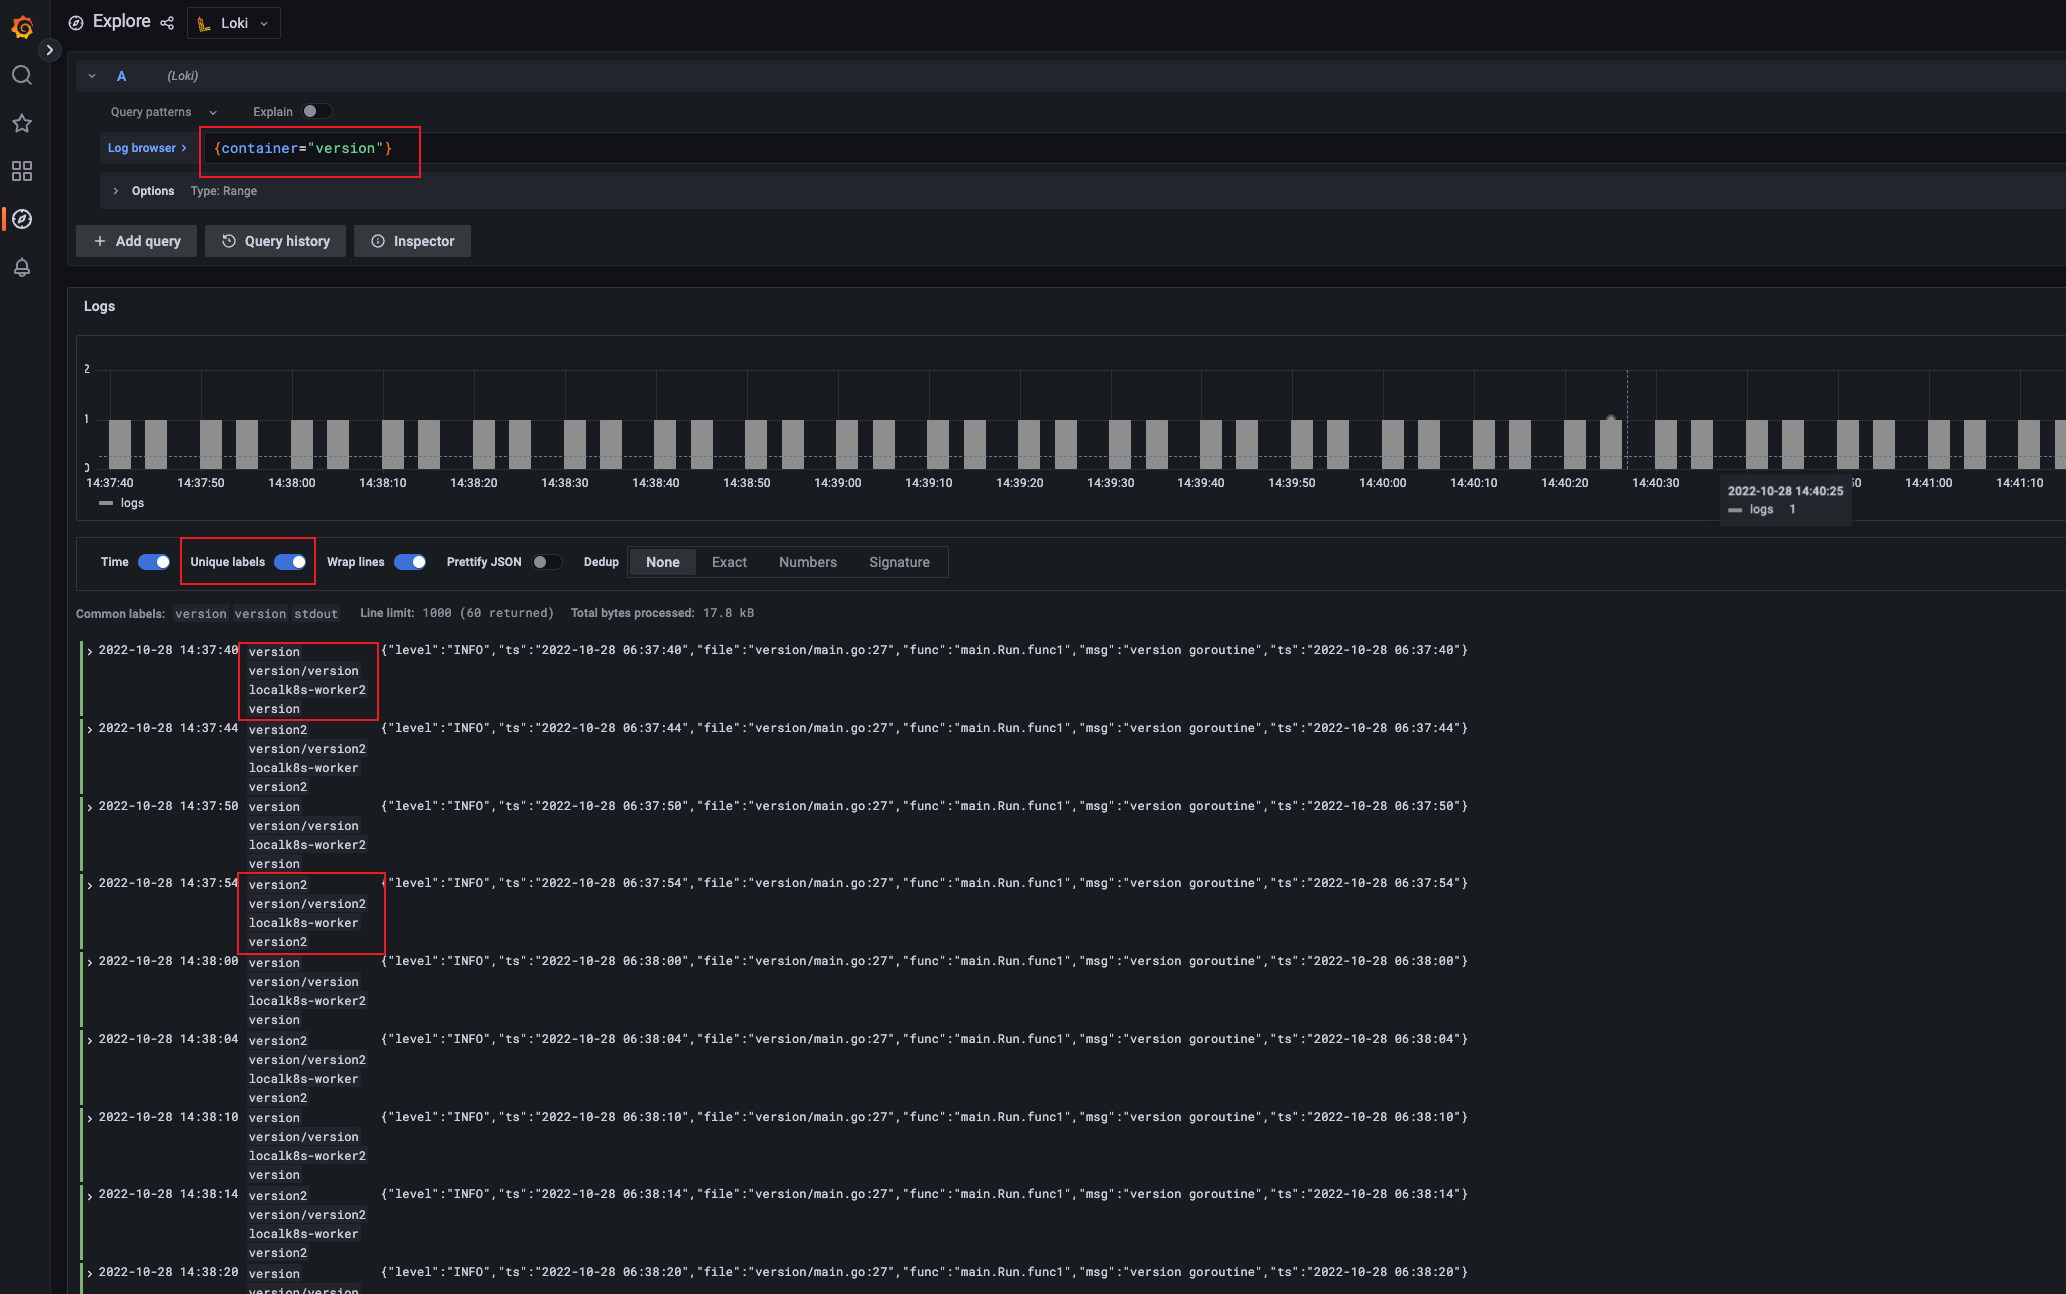 Explore Loki
A (Loki)
Query patterns Explain
Log browser > {container="version"}
Options Type: Range
+ Add query Query history Inspector
Logs
2
1
0
14:37:40 14:37:50 14:38:00 14:38:10 14:38:20 14:38:30 14:38:40 14:38:50 14:39:00 14:39:10 14:39:20 14:39:30 14:39:40 14:39:50 14:40:00 14:40:10 14:40:20 14:40:30 50 14:41:00 14:41:10
2022-10-28 14:40:25
logs 1
logs
Time Unique labels Wrap lines Prettify JSON Dedup None Exact Numbers Signature
Common labels: version version stdout Line limit: 1000 (60 returned) Total bytes processed: 17.8 kB
2022-10-28 14:37:40 version {"level":"INFO","ts":"2022-10-28 06:37:40","file":"version/main.go:27","func":"main.Run.func1","msg":"version goroutine","ts":"2022-10-28 06:37:40"}
version/version
localk8s-worker2
version
2022-10-28 14:37:44 version2 {"level":"INFO","ts":"2022-10-28 06:37:44","file":"version/main.go:27","func":"main.Run.func1","msg":"version goroutine","ts":"2022-10-28 06:37:44"}
version/version2
localk8s-worker
version2
2022-10-28 14:37:50 version {"level":"INFO","ts":"2022-10-28 06:37:50","file":"version/main.go:27","func":"main.Run.func1","msg":"version goroutine","ts":"2022-10-28 06:37:50"}
version/version
localk8s-worker2
version
2022-10-28 14:37:54 version2 {"level":"INFO","ts":"2022-10-28 06:37:54","file":"version/main.go:27","func":"main.Run.func1","msg":"version goroutine","ts":"2022-10-28 06:37:54"}
version/version2
localk8s-worker
version2
2022-10-28 14:38:00 version {"level":"INFO","ts":"2022-10-28 06:38:00","file":"version/main.go:27","func":"main.Run.func1","msg":"version goroutine","ts":"2022-10-28 06:38:00"}
version/version
localk8s-worker2
version
2022-10-28 14:38:04 version2 {"level":"INFO","ts":"2022-10-28 06:38:04","file":"version/main.go:27","func":"main.Run.func1","msg":"version goroutine","ts":"2022-10-28 06:38:04"}
version/version2
localk8s-worker
version2
2022-10-28 14:38:10 version {"level":"INFO","ts":"2022-10-28 06:38:10","file":"version/main.go:27","func":"main.Run.func1","msg":"version goroutine","ts":"2022-10-28 06:38:10"}
version/version
localk8s-worker2
version
2022-10-28 14:38:14 version2 {"level":"INFO","ts":"2022-10-28 06:38:14","file":"version/main.go:27","func":"main.Run.func1","msg":"version goroutine","ts":"2022-10-28 06:38:14"}
version/version2
localk8s-worker
version2
2022-10-28 14:38:20 version {"level":"INFO","ts":"2022-10-28 06:38:20","file":"version/main.go:27","func":"main.Run.func1","msg":"version goroutine","ts":"2022-10-28 06:38:20"}
version/version